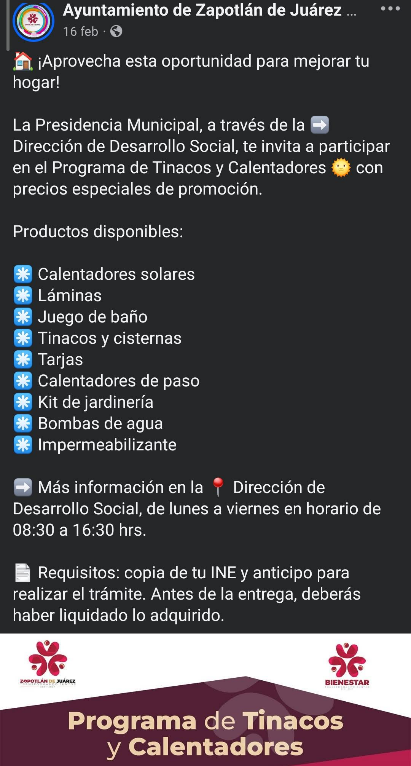 Ayuntamiento de Zapotlán de Juárez ...
16 feb ·
🏠 ¡Aprovecha esta oportunidad para mejorar tu
hogar!
La Presidencia Municipal, a través de la ➡️
Dirección de Desarrollo Social, te invita a participar
en el Programa de Tinacos y Calentadores 🌞 con
precios especiales de promoción.
Productos disponibles:
✳️ Calentadores solares
✳️ Láminas
✳️ Juego de baño
✳️ Tinacos y cisternas
✳️ Tarjas
✳️ Calentadores de paso
✳️ Kit de jardinería
✳️ Bombas de agua
✳️ Impermeabilizante
➡️ Más información en la 📍 Dirección de
Desarrollo Social, de lunes a viernes en horario de
08:30 a 16:30 hrs.
📄 Requisitos: copia de tu INE y anticipo para
realizar el trámite. Antes de la entrega, deberás
haber liquidado lo adquirido.
ZAPOTLÁN DE JUÁREZ
BIENESTAR
Programa de Tinacos
y Calentadores